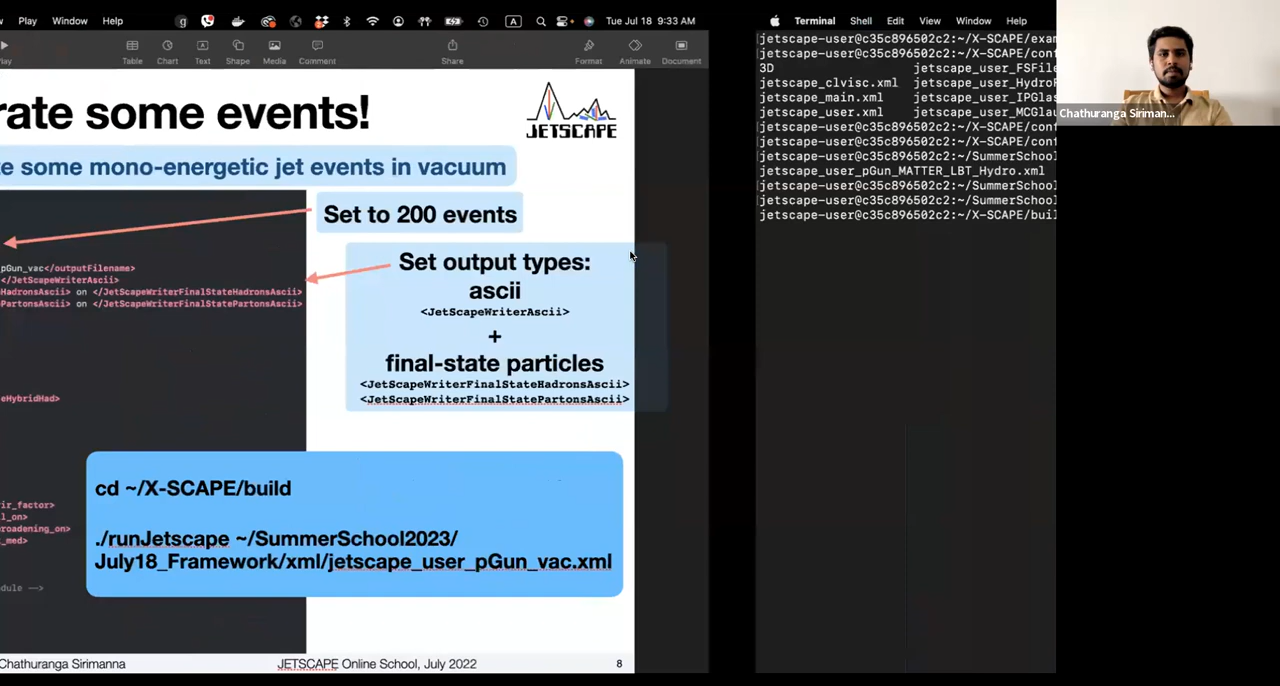 Play Window Help
A
Tue Jul 18 9:33 AM
Play
Table
Chart
Text
Shape
Media
Comment
Share
Format
Animate
Document
rate some events!
JETSCAPE
te some mono-energetic jet events in vacuum
Set to 200 events
pGun_vac</outputFilename>
</JetScapeWriterAscii>
HadronsAscii> on </JetScapeWriterFinalStateHadronsAscii>
PartonsAscii> on </JetScapeWriterFinalStatePartonsAscii>
Set output types:
ascii
<JetScapeWriterAscii>
+
final-state particles
<JetScapeWriterFinalStateHadronsAscii>
<JetScapeWriterFinalStatePartonsAscii>
eHybridHad>
ir_factor>
l_on>
roadening_on>
_med>
dule -->
cd ~/X-SCAPE/build
./runJetscape ~/SummerSchool2023/
July18_Framework/xml/jetscape_user_pGun_vac.xml
Chathuranga Sirimanna
JETSCAPE Online School, July 2022
8
Terminal Shell Edit View Window Help
jetscape-user@c35c896502c2:~/X-SCAPE/exam
jetscape-user@c35c896502c2:~/X-SCAPE/conf
3D jetscape_user_FSFile
jetscape_clvisc.xml jetscape_user_HydroF
jetscape_main.xml jetscape_user_IPGlas
jetscape_user.xml jetscape_user_MCGlau
jetscape-user@c35c896502c2:~/X-SCAPE/conf
jetscape-user@c35c896502c2:~/X-SCAPE/conf
jetscape-user@c35c896502c2:~/SummerSchool
jetscape_user_pGun_MATTER_LBT_Hydro.xml
jetscape-user@c35c896502c2:~/SummerSchool
jetscape-user@c35c896502c2:~/SummerSchool
jetscape-user@c35c896502c2:~/X-SCAPE/buil
Chathuranga Siriman...